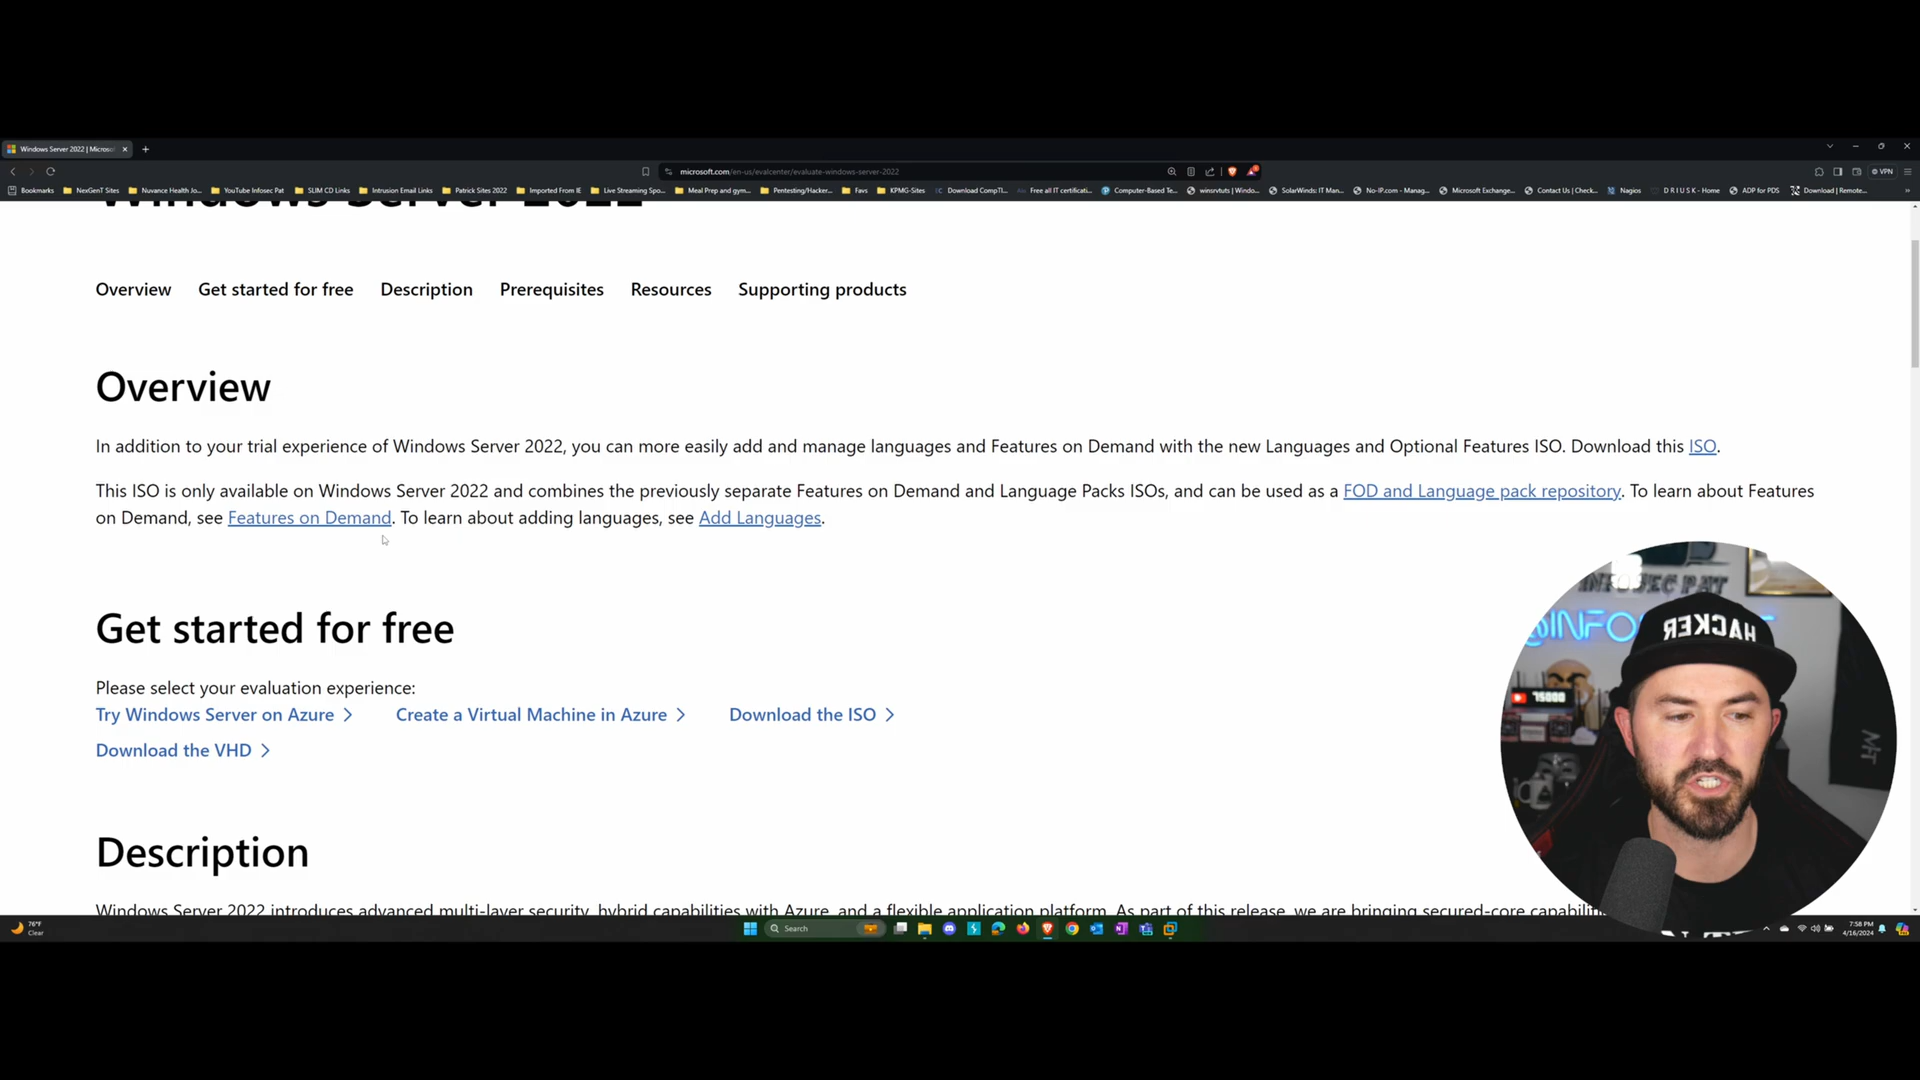 Windows Server 2022 | Microso
microsoft.com/en-us/evalcenter/evaluate-windows-server-2022
VPN
Bookmarks NexGenT Sites Nuvance Health Jo... YouTube Infosec Pat SLIM CD Links Intrusion Email Links Patrick Sites 2022 Imported From IE Live Streaming Spo... Meal Prep and gym... Pentesting/Hacker... Favs KPMG-Sites Download CompTI... Free all IT certificati... Computer-Based Te... winsrvtuts | Windo... SolarWinds: IT Man... No-IP.com - Manag... Microsoft Exchange... Contact Us | Check... Nagios D R I U S K - Home ADP for PDS Download | Remote...
Windows Server 2022
Overview Get started for free Description Prerequisites Resources Supporting products
Overview
In addition to your trial experience of Windows Server 2022, you can more easily add and manage languages and Features on Demand with the new Languages and Optional Features ISO. Download this ISO.
This ISO is only available on Windows Server 2022 and combines the previously separate Features on Demand and Language Packs ISOs, and can be used as a FOD and Language pack repository. To learn about Features
on Demand, see Features on Demand. To learn about adding languages, see Add Languages.
INFOSEC PAT
@INFO
HACKER
Get started for free
Please select your evaluation experience:
Try Windows Server on Azure Create a Virtual Machine in Azure Download the ISO
Download the VHD
Description
Windows Server 2022 introduces advanced multi-layer security, hybrid capabilities with Azure, and a flexible application platform. As part of this release, we are bringing secured-core capabilit
76°F
Clear
Search
7:58 PM
4/16/2024